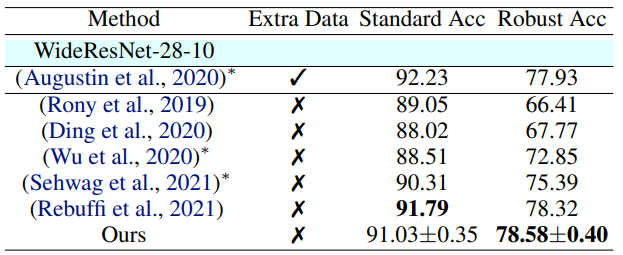 Method Extra Data Standard Acc Robust Acc
WideResNet-28-10
(Augustin et al., 2020)* ✓ 92.23 77.93
(Rony et al., 2019) ✗ 89.05 66.41
(Ding et al., 2020) ✗ 88.02 67.77
(Wu et al., 2020)* ✗ 88.51 72.85
(Sehwag et al., 2021)* ✗ 90.31 75.39
(Rebuffi et al., 2021) ✗ 91.79 78.32
Ours ✗ 91.03±0.35 78.58±0.40